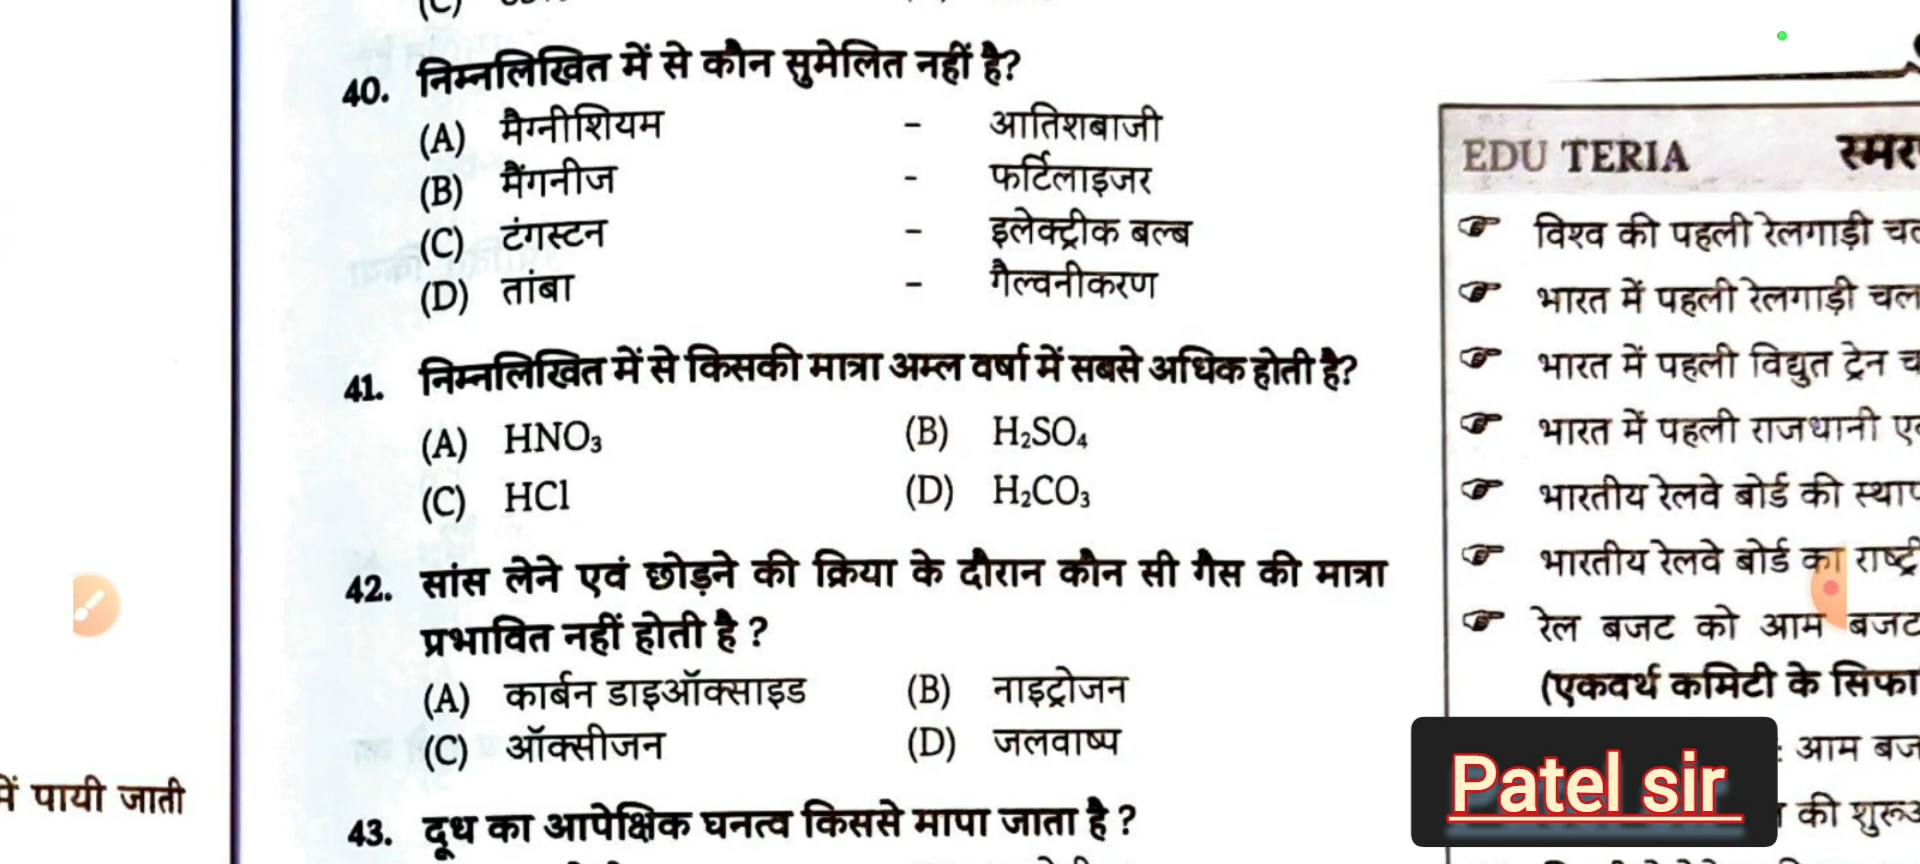 40. निम्नलिखित में से कौन सुमेलित नहीं है?
(A) मैग्नीशियम - आतिशबाजी
(B) मैंगनीज - फर्टिलाइजर
(C) टंगस्टन - इलेक्ट्रीक बल्ब
(D) तांबा - गैल्वनीकरण
41. निम्नलिखित में से किसकी मात्रा अम्ल वर्षा में सबसे अधिक होती है?
(A) HNO₃ (B) H₂SO₄
(C) HCl (D) H₂CO₃
42. सांस लेने एवं छोड़ने की क्रिया के दौरान कौन सी गैस की मात्रा
प्रभावित नहीं होती है ?
(A) कार्बन डाइऑक्साइड (B) नाइट्रोजन
(C) ऑक्सीजन (D) जलवाष्प
43. दूध का आपेक्षिक घनत्व किससे मापा जाता है ?
में पायी जाती
EDU TERIA
विश्व की पहली रेलगाड़ी
भारत में पहली रेलगाड़ी
भारत में पहली विद्युत ट्रेन
भारत में पहली राजधानी
भारतीय रेलवे बोर्ड की
भारतीय रेलवे बोर्ड का
रेल बजट को आम बजट
(एकवर्थ कमिटी के
: आम
की
Patel sir